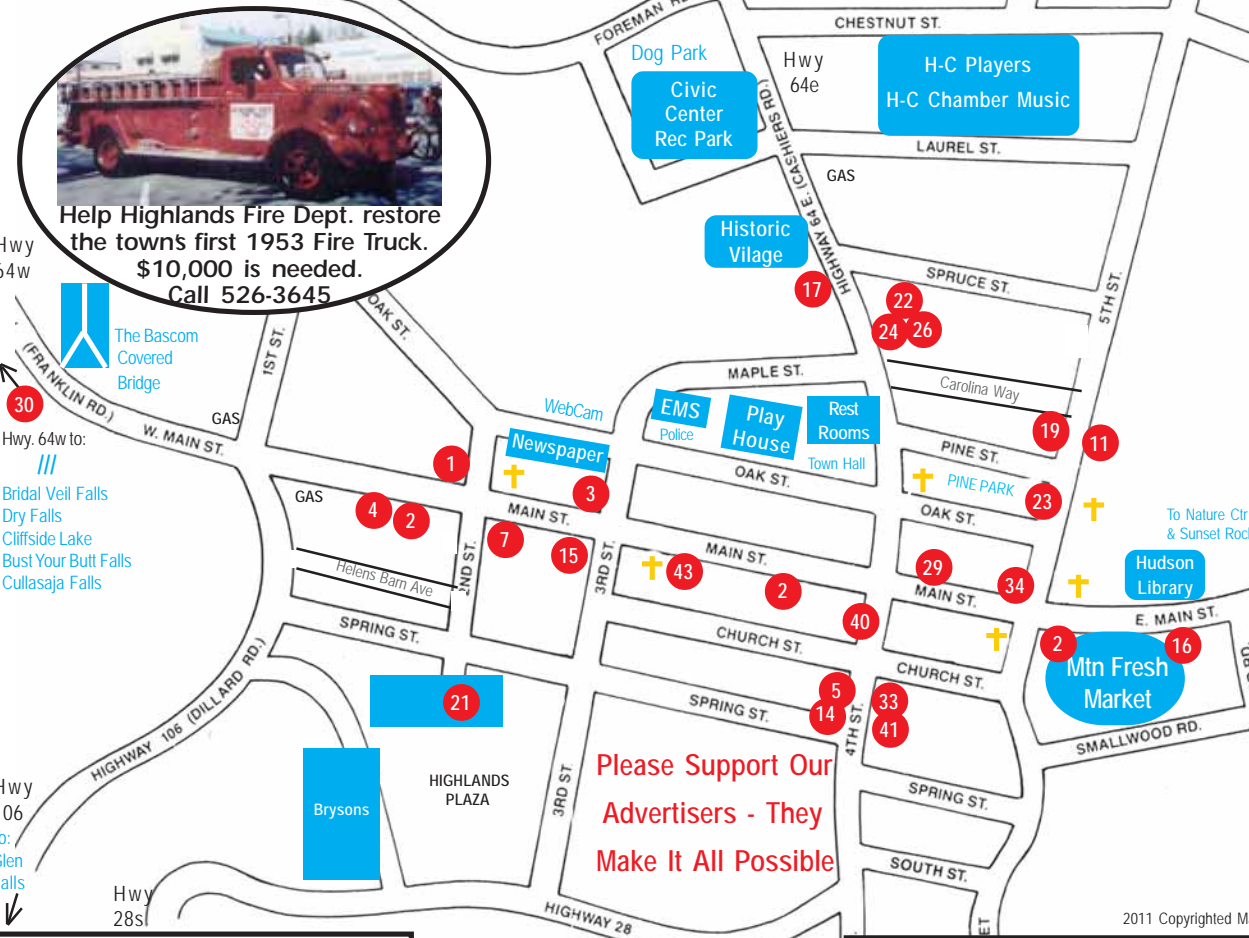 FOREMAN
CHESTNUT ST.
Dog Park
Civic
Center
Rec Park
Hwy
64e
H-C Players
H-C Chamber Music
LAUREL ST.
GAS
HIGHWAY 64 E. (CASHIERS RD.)
Help Highlands Fire Dept. restore
the town's first 1953 Fire Truck.
$10,000 is needed.
Call 526-3645
Historic
Vilage
17
SPRUCE ST.
22
24
26
5TH ST.
Hwy
64w
The Bascom
Covered
Bridge
1ST ST.
OAK ST.
(FRANKLIN RD.)
30
GAS
W. MAIN ST.
Hwy. 64w to:
///
Bridal Veil Falls
Dry Falls
Cliffside Lake
Bust Your Butt Falls
Cullasaja Falls
MAPLE ST.
Carolina Way
WebCam
Newspaper
EMS
Police
Play
House
Rest
Rooms
Town Hall
19
11
PINE ST.
PINE PARK
23
OAK ST.
OAK ST.
1
3
GAS
4
2
MAIN ST.
7
15
2ND ST.
3RD ST.
Helens Barn Ave
MAIN ST.
43
2
40
29
34
MAIN ST.
To Nature Ctr
& Sunset Roc
Hudson
Library
E. MAIN ST.
2
16
Mtn Fresh
Market
SMALLWOOD RD.
SPRING ST.
CHURCH ST.
CHURCH ST.
5
14
33
41
4TH ST.
SPRING ST.
21
HIGHWAY 106 (DILLARD RD.)
HIGHLANDS
PLAZA
Brysons
3RD ST.
Please Support Our
Advertisers - They
Make It All Possible
SPRING ST.
SOUTH ST.
Hwy
06
o:
Glen
alls
Hwy
28s
HIGHWAY 28
2011 Copyrighted Ma